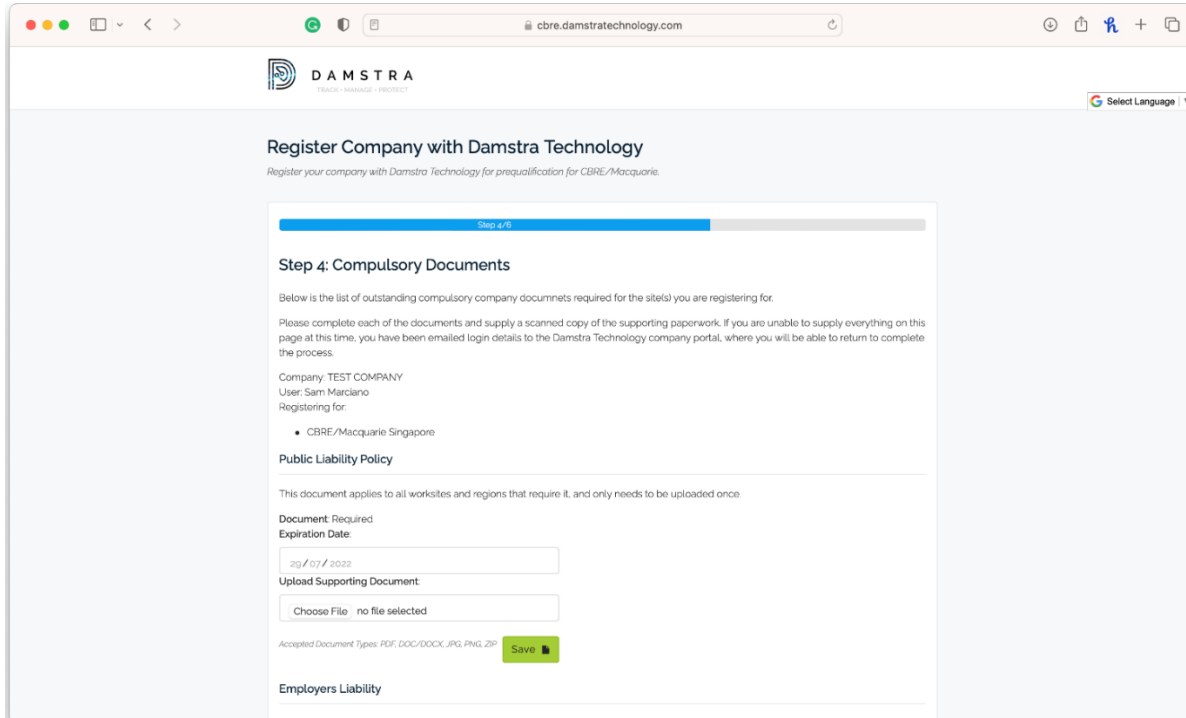 cbre.damstratechnology.com
DAMSTRA
TRACK - MANAGE - PROTECT
Select Language
Register Company with Damstra Technology
Register your company with Damstra Technology for prequalification for CBRE/Macquarie.
Step 4/6
Step 4: Compulsory Documents
Below is the list of outstanding compulsory company documnets required for the site(s) you are registering for.
Please complete each of the documents and supply a scanned copy of the supporting paperwork. If you are unable to supply everything on this
page at this time, you have been emailed login details to the Damstra Technology company portal, where you will be able to return to complete
the process.
Company: TEST COMPANY
User: Sam Marciano
Registering for:
• CBRE/Macquarie Singapore
Public Liability Policy
This document applies to all worksites and regions that require it, and only needs to be uploaded once.
Document: Required
Expiration Date:
29/07/2022
Upload Supporting Document:
Choose File no file selected
Accepted Document Types: PDF, DOC/DOCX, JPG, PNG, ZIP Save
Employers Liability